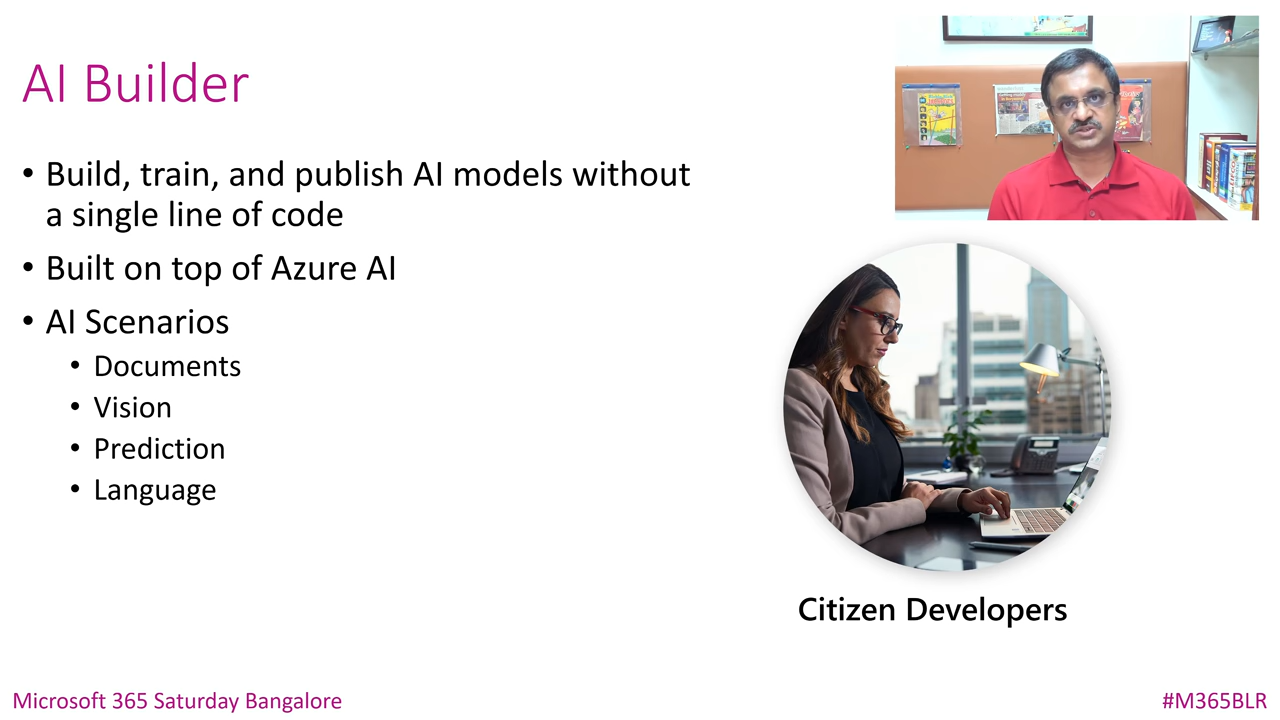 AI Builder
• Build, train, and publish AI models without
a single line of code
• Built on top of Azure AI
• AI Scenarios
• Documents
• Vision
• Prediction
• Language
Citizen Developers
Microsoft 365 Saturday Bangalore
#M365BLR